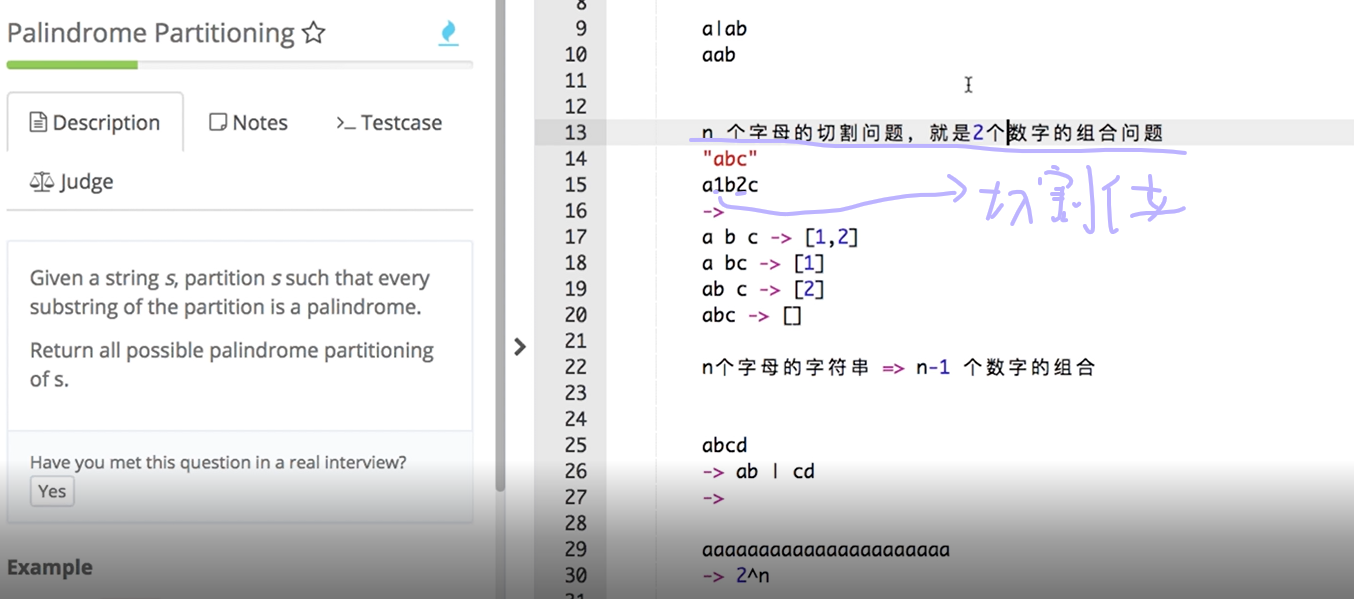 Palindrome Partitioning
Description
Notes
>_ Testcase
Judge
Given a string s, partition s such that every
substring of the partition is a palindrome.
Return all possible palindrome partitioning
of s.
Have you met this question in a real interview?
Yes
Example
8
9 a|ab
10 aab
11
12
13 n 个字母的切割问题, 就是2个数字的组合问题
14 "abc"
15 a1b2c
切割位
16 ->
17 a b c -> [1,2]
18 a bc -> [1]
19 ab c -> [2]
20 abc -> []
21
22 n个字母的字符串 => n-1 个数字的组合
23
24
25 abcd
26 -> ab | cd
27 ->
28
29 aaaaaaaaaaaaaaaaaaaaaa
30 -> 2^n